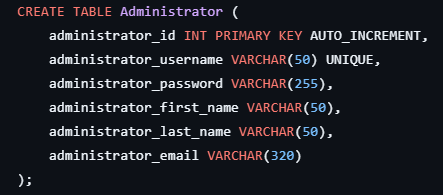 CREATE TABLE Administrator (
    administrator_id INT PRIMARY KEY AUTO_INCREMENT,
    administrator_username VARCHAR(50) UNIQUE,
    administrator_password VARCHAR(255),
    administrator_first_name VARCHAR(50),
    administrator_last_name VARCHAR(50),
    administrator_email VARCHAR(320)
);